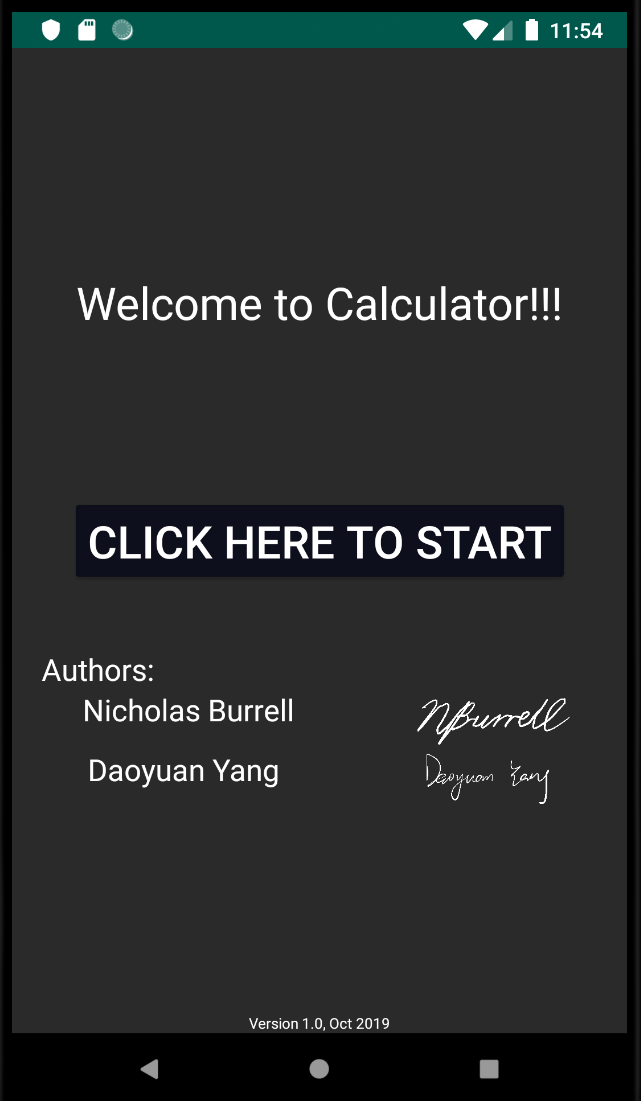 11:54
Welcome to Calculator!!!
CLICK HERE TO START
Authors:
Nicholas Burrell NBurrell
Daoyuan Yang Daoyuan Yang
Version 1.0, Oct 2019